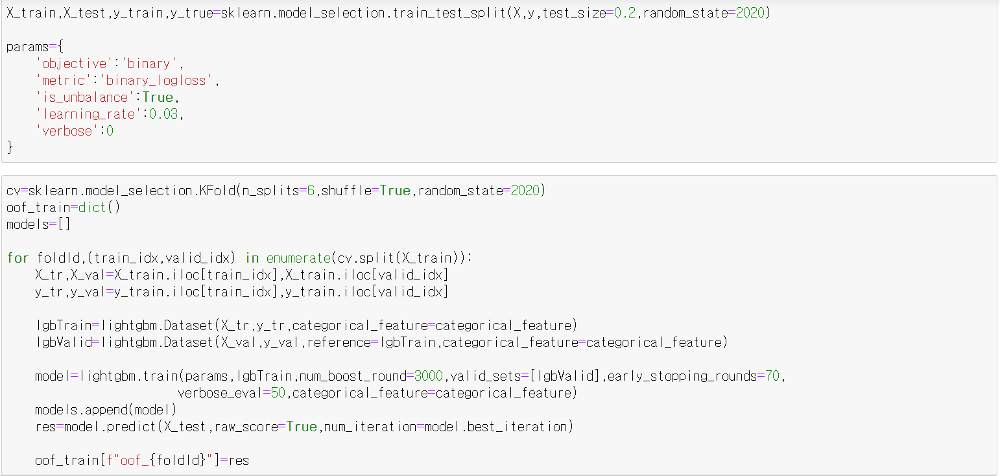 X_train,X_test,y_train,y_true=sklearn.model_selection.train_test_split(X,y,test_size=0.2,random_state=2020)
params={
    'objective':'binary',
    'metric':'binary_logloss',
    'is_unbalance':True,
    'learning_rate':0.03,
    'verbose':0
}
cv=sklearn.model_selection.KFold(n_splits=6,shuffle=True,random_state=2020)
oof_train=dict()
models=[]
for foldId,(train_idx,valid_idx) in enumerate(cv.split(X_train)):
    X_tr,X_val=X_train.iloc[train_idx],X_train.iloc[valid_idx]
    y_tr,y_val=y_train.iloc[train_idx],y_train.iloc[valid_idx]
    lgbTrain=lightgbm.Dataset(X_tr,y_tr,categorical_feature=categorical_feature)
    lgbValid=lightgbm.Dataset(X_val,y_val,reference=lgbTrain,categorical_feature=categorical_feature)
    model=lightgbm.train(params,lgbTrain,num_boost_round=3000,valid_sets=[lgbValid],early_stopping_rounds=70,
                        verbose_eval=50,categorical_feature=categorical_feature)
    models.append(model)
    res=model.predict(X_test,raw_score=True,num_iteration=model.best_iteration)
    oof_train[f"oof_{foldId}"]=res